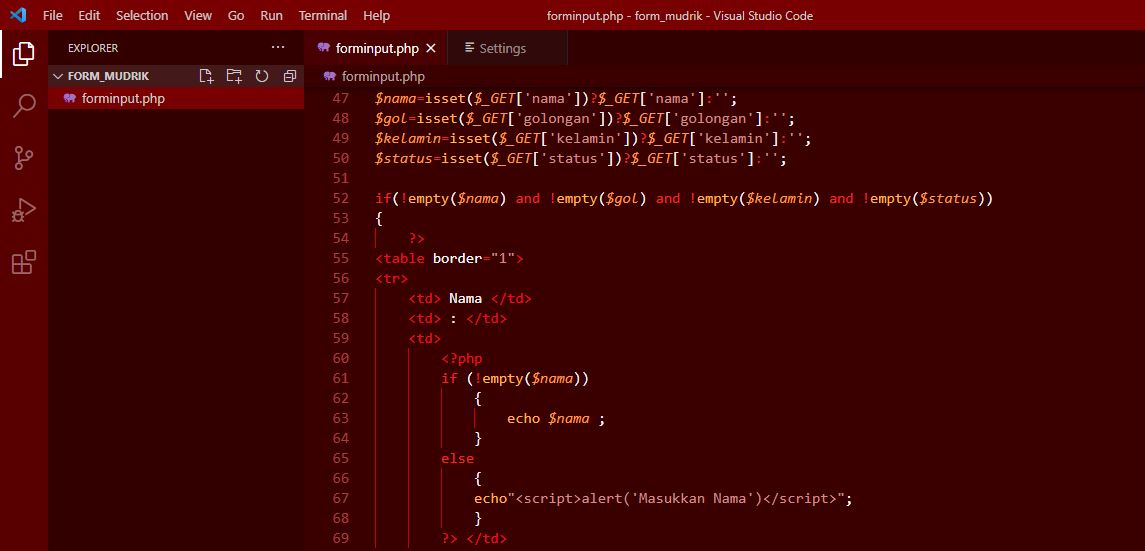 File Edit Selection View Go Run Terminal Help forminput.php - form_mudrik - Visual Studio Code
EXPLORER ···
forminput.php × Settings
FORM_MUDRIK
forminput.php
forminput.php
47 $nama=isset($_GET['nama'])?$_GET['nama']:'';
48 $gol=isset($_GET['golongan'])?$_GET['golongan']:'';
49 $kelamin=isset($_GET['kelamin'])?$_GET['kelamin']:'';
50 $status=isset($_GET['status'])?$_GET['status']:'';
51
52 if(!empty($nama) and !empty($gol) and !empty($kelamin) and !empty($status))
53 {
54 ?>
55 <table border="1">
56 <tr>
57 <td> Nama </td>
58 <td> : </td>
59 <td>
60 <?php
61 if (!empty($nama))
62 {
63 echo $nama ;
64 }
65 else
66 {
67 echo"<script>alert('Masukkan Nama')</script>";
68 }
69 ?> </td>